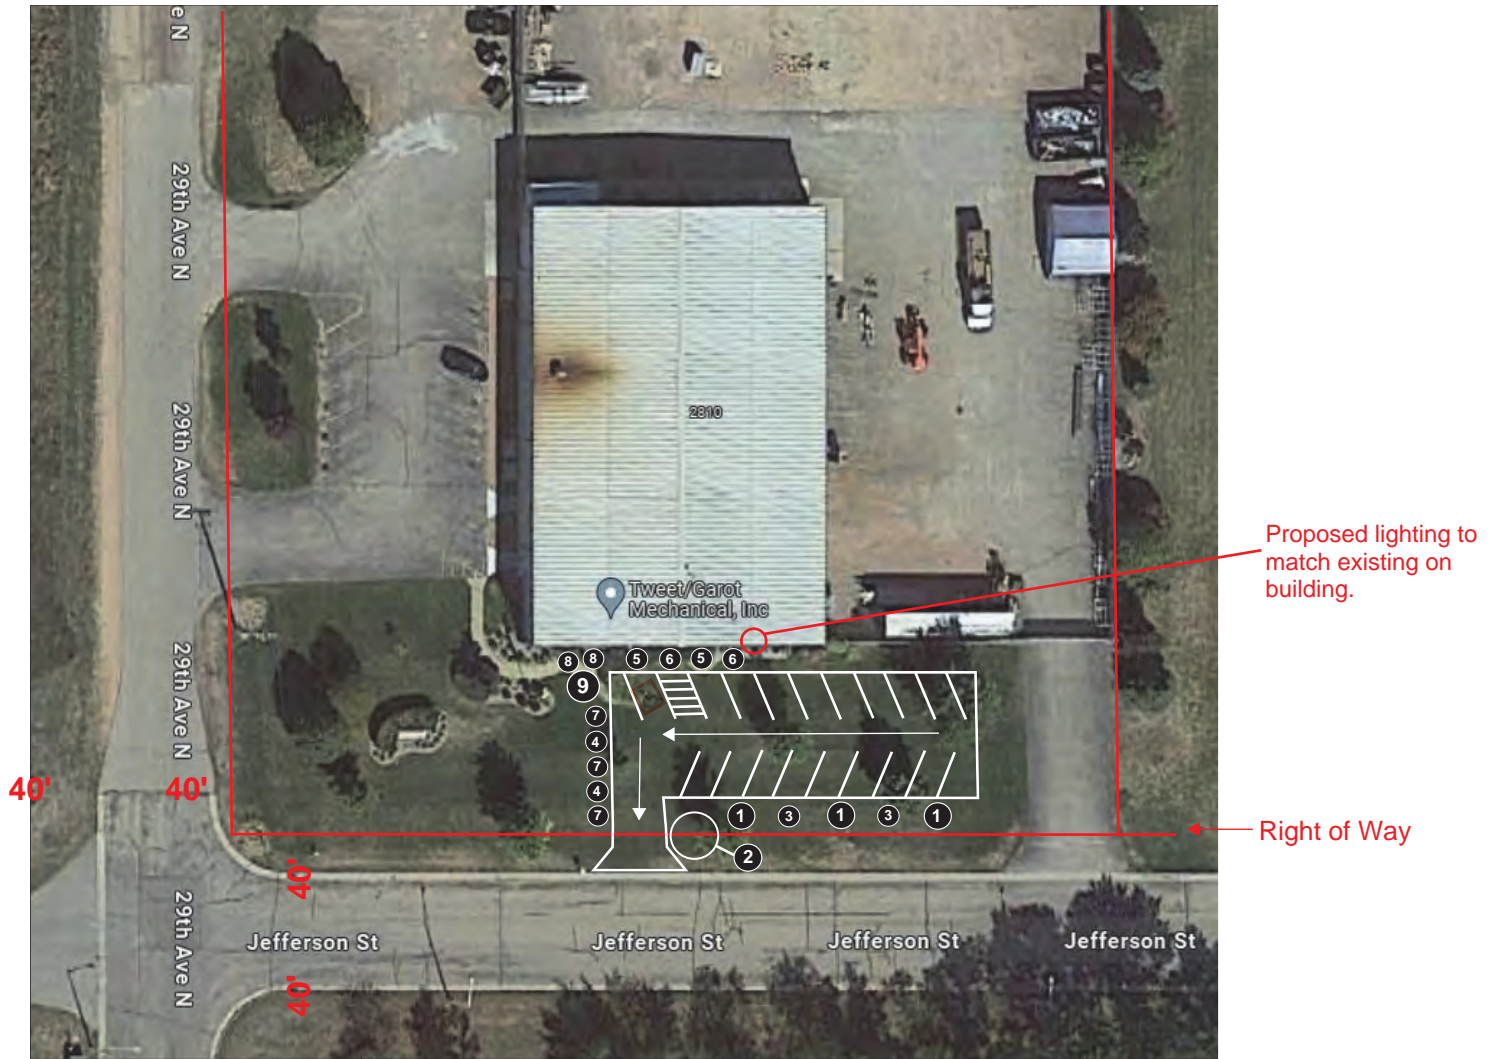 e N
29th Ave N
29th Ave N
2810
Proposed lighting to
match existing on
building.
Tweet/Garot
Mechanical, Inc
29th Ave N
8
8
5
6
5
6
9
7
4
7
4
7
40'
40'
1
3
1
3
1
2
Right of Way
40'
29th Ave N
Jefferson St
Jefferson St
Jefferson St
Jefferson St
40'